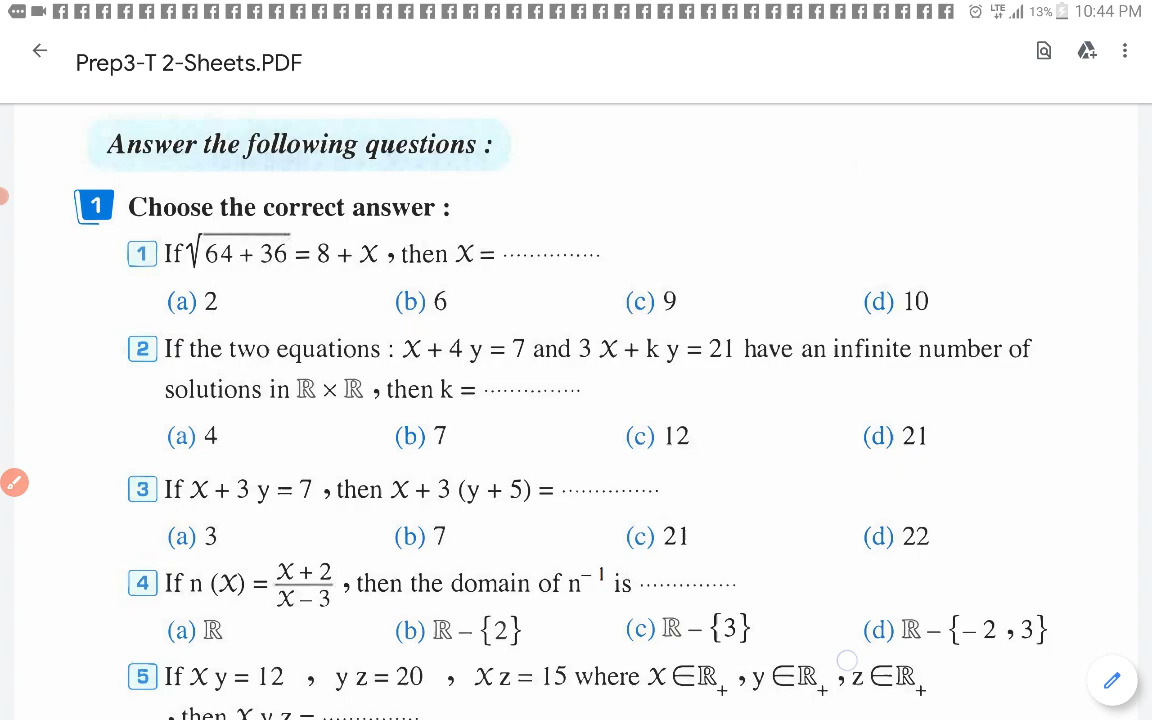 LTE 13% 10:44 PM
Prep3-T 2-Sheets.PDF
Answer the following questions :
1 Choose the correct answer :
1 If √64 + 36 = 8 + X , then X = ...............
(a) 2 (b) 6 (c) 9 (d) 10
2 If the two equations : X + 4 y = 7 and 3 X + k y = 21 have an infinite number of
solutions in ℝ × ℝ , then k = ...............
(a) 4 (b) 7 (c) 12 (d) 21
3 If X + 3 y = 7 , then X + 3 (y + 5) = ...............
(a) 3 (b) 7 (c) 21 (d) 22
4 If n (X) = (X + 2)/(X – 3) , then the domain of n⁻¹ is ...............
(a) ℝ (b) ℝ – {2} (c) ℝ – {3} (d) ℝ – {– 2 , 3}
5 If X y = 12 , y z = 20 , X z = 15 where X ∈ ℝ₊ , y ∈ ℝ₊ , z ∈ ℝ₊
, then X y z = ...............